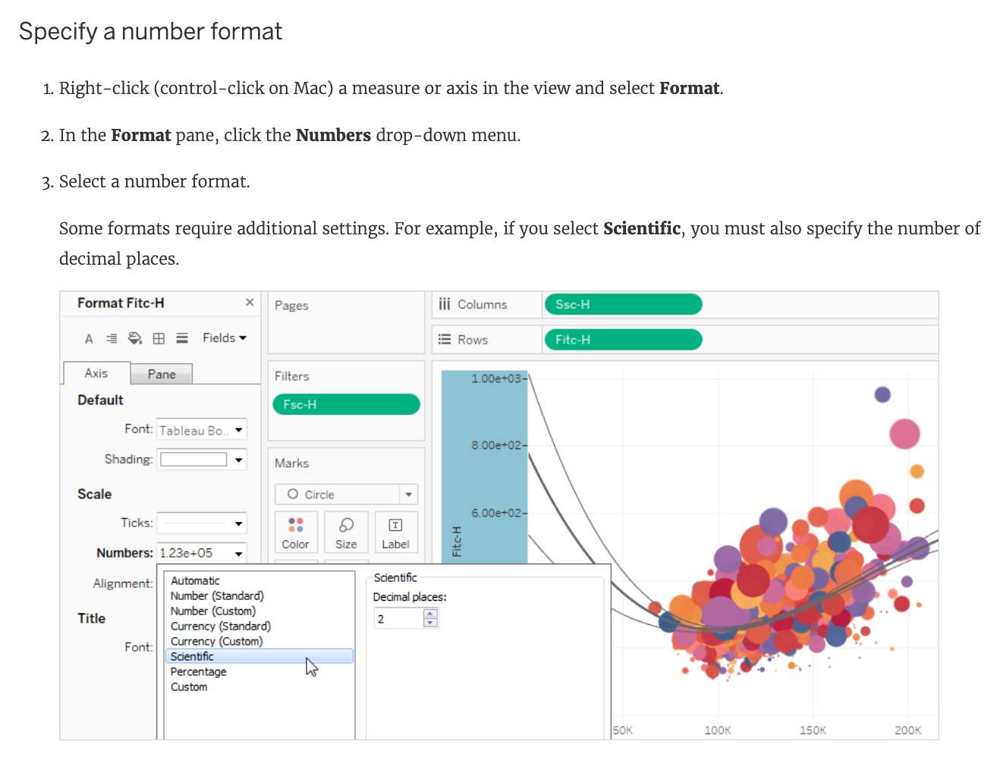 Specify a number format
1. Right-click (control-click on Mac) a measure or axis in the view and select Format.
2. In the Format pane, click the Numbers drop-down menu.
3. Select a number format.
Some formats require additional settings. For example, if you select Scientific, you must also specify the number of
decimal places.
Format Fitc-H
A
Fields
Axis
Pane
Default
Font: Tableau Bo..
Shading:
Scale
Ticks:
Numbers: 1.23e+05
Alignment:
Title
Font:
Automatic
Number (Standard)
Number (Custom)
Currency (Standard)
Currency (Custom)
Scientific
Percentage
Custom
Scientific
Decimal places:
2
Pages
Filters
Fsc-H
Marks
Circle
Color
Size
T
Label
Columns
Ssc-H
Rows
Fitc-H
1.00e+03
8.00e+02
6.00e+02
Fitc-H
50K
100K
150K
200K